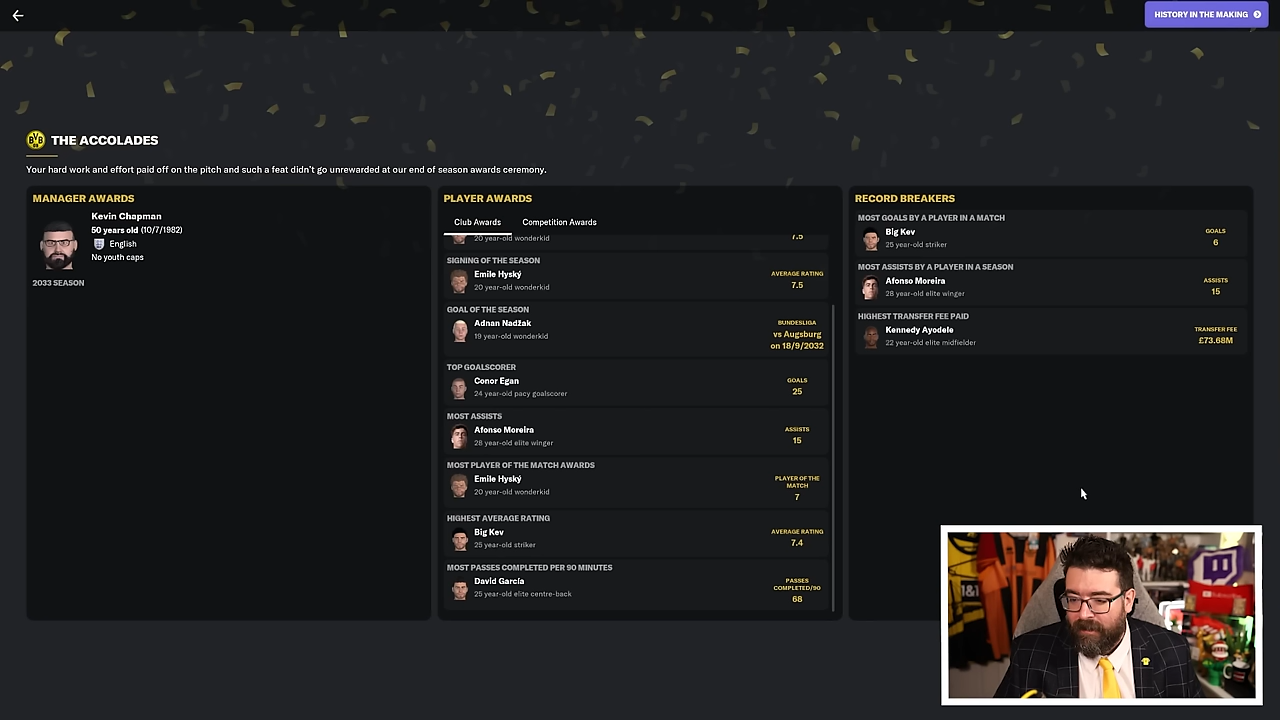 HISTORY IN THE MAKING
BVB
09
THE ACCOLADES
Your hard work and effort paid off on the pitch and such a feat didn't go unrewarded at our end of season awards ceremony.
MANAGER AWARDS
Kevin Chapman
50 years old (10/7/1982)
English
No youth caps
2033 SEASON
PLAYER AWARDS
Club Awards
Competition Awards
20 year-old wonderkid
7.5
SIGNING OF THE SEASON
Emile Hyský
20 year-old wonderkid
AVERAGE RATING
7.5
GOAL OF THE SEASON
Adnan Nadžak
19 year-old wonderkid
BUNDESLIGA
vs Augsburg
on 18/9/2032
TOP GOALSCORER
Conor Egan
24 year-old pacy goalscorer
GOALS
25
MOST ASSISTS
Afonso Moreira
28 year-old elite winger
ASSISTS
15
MOST PLAYER OF THE MATCH AWARDS
Emile Hyský
20 year-old wonderkid
PLAYER OF THE
MATCH
7
HIGHEST AVERAGE RATING
Big Kev
25 year-old striker
AVERAGE RATING
7.4
MOST PASSES COMPLETED PER 90 MINUTES
David García
25 year-old elite centre-back
PASSES
COMPLETED/90
68
RECORD BREAKERS
MOST GOALS BY A PLAYER IN A MATCH
Big Kev
25 year-old striker
GOALS
6
MOST ASSISTS BY A PLAYER IN A SEASON
Afonso Moreira
28 year-old elite winger
ASSISTS
15
HIGHEST TRANSFER FEE PAID
Kennedy Ayodele
22 year-old elite midfielder
TRANSFER FEE
£73.68M
1&1